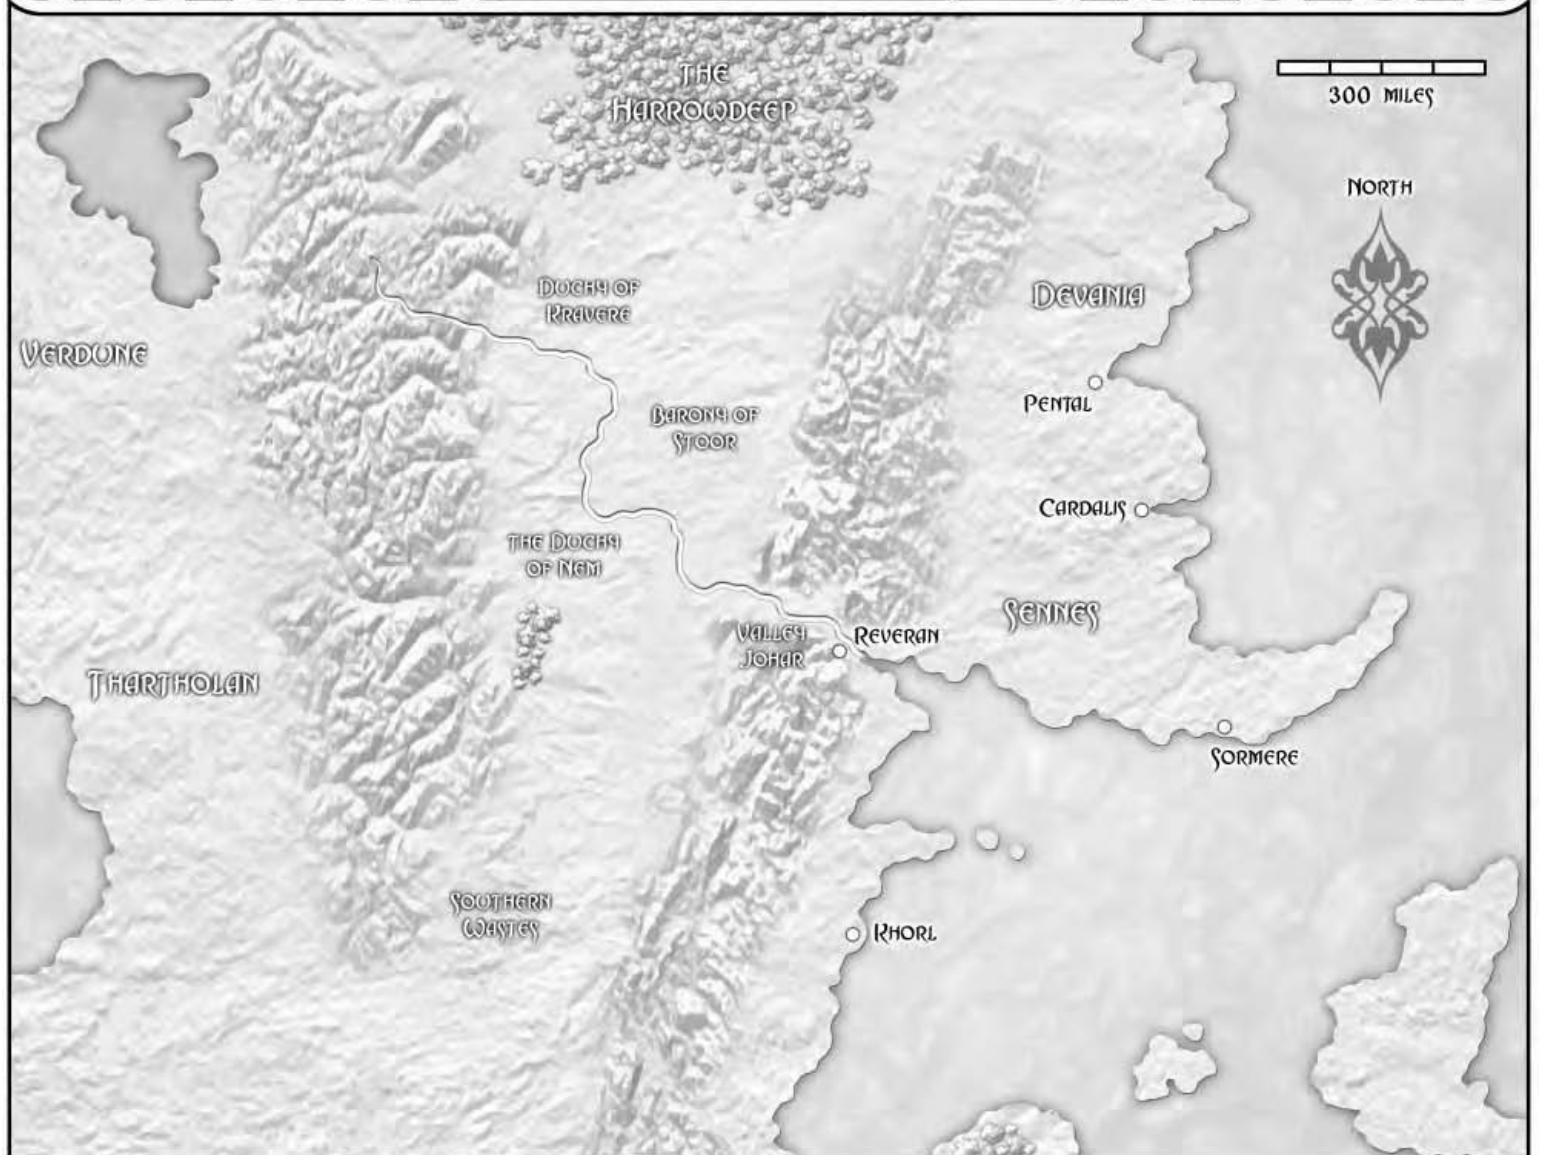 THE
HARROWDEEP
300 MILES
NORTH
DUCHY OF
KRAVERE
DEVANIA
VERDUNE
PENTAL
BARONY OF
STOOR
CARDALIS
THE DUCHY
OF NEM
SENNES
VALLEY
JOHAR
REVERAN
THARTHOLAN
SORMERE
SOUTHERN
WASTES
KHORL